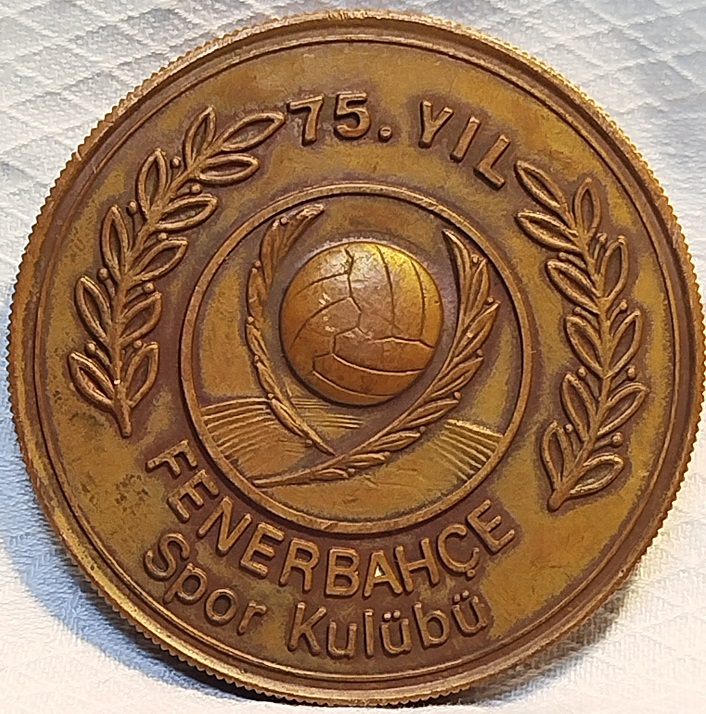 75. YIL
FENERBAHÇE
Spor Kulübü